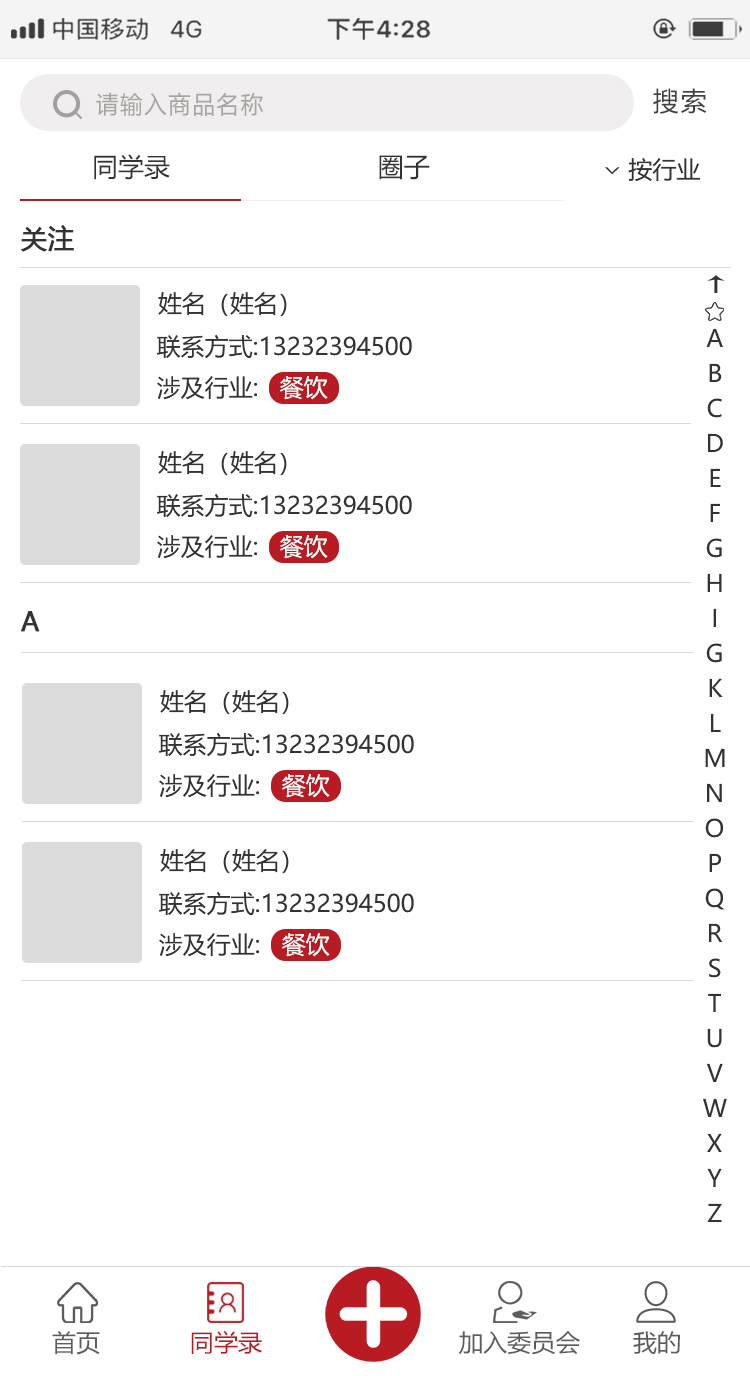 中国移动 4G 下午4:28
请输入商品名称 搜索
同学录 圈子 按行业
关注
姓名（姓名）
联系方式:13232394500
涉及行业: 餐饮
姓名（姓名）
联系方式:13232394500
涉及行业: 餐饮
A
姓名（姓名）
联系方式:13232394500
涉及行业: 餐饮
姓名（姓名）
联系方式:13232394500
涉及行业: 餐饮
A
B
C
D
E
F
G
H
I
G
K
L
M
N
O
P
Q
R
S
T
U
V
W
X
Y
Z
首页 同学录 加入委员会 我的